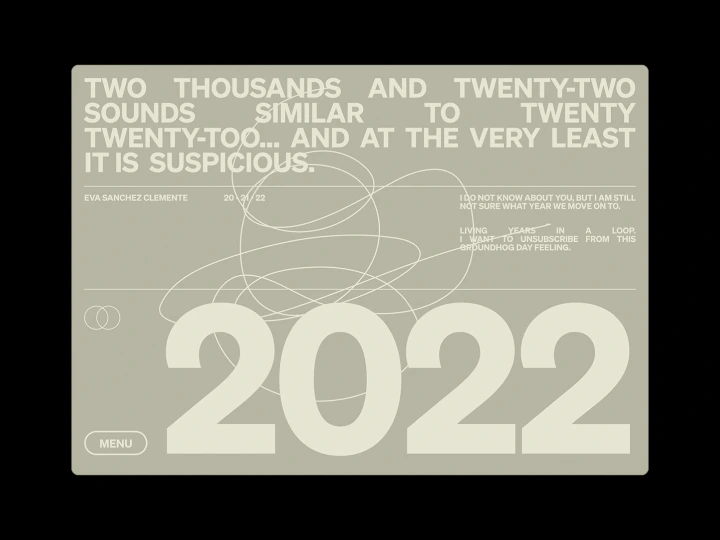 TWO THOUSANDS AND TWENTY-TWO
SOUNDS SIMILAR TO TWENTY
TWENTY-TOO... AND AT THE VERY LEAST
IT IS SUSPICIOUS.
EVA SANCHEZ CLEMENTE
20 · 21 · 22
I DO NOT KNOW ABOUT YOU, BUT I AM STILL
NOT SURE WHAT YEAR WE MOVE ON TO.
LIVING YEARS IN A LOOP.
I WANT TO UNSUBSCRIBE FROM THIS
GROUNDHOG DAY FEELING.
2022
MENU